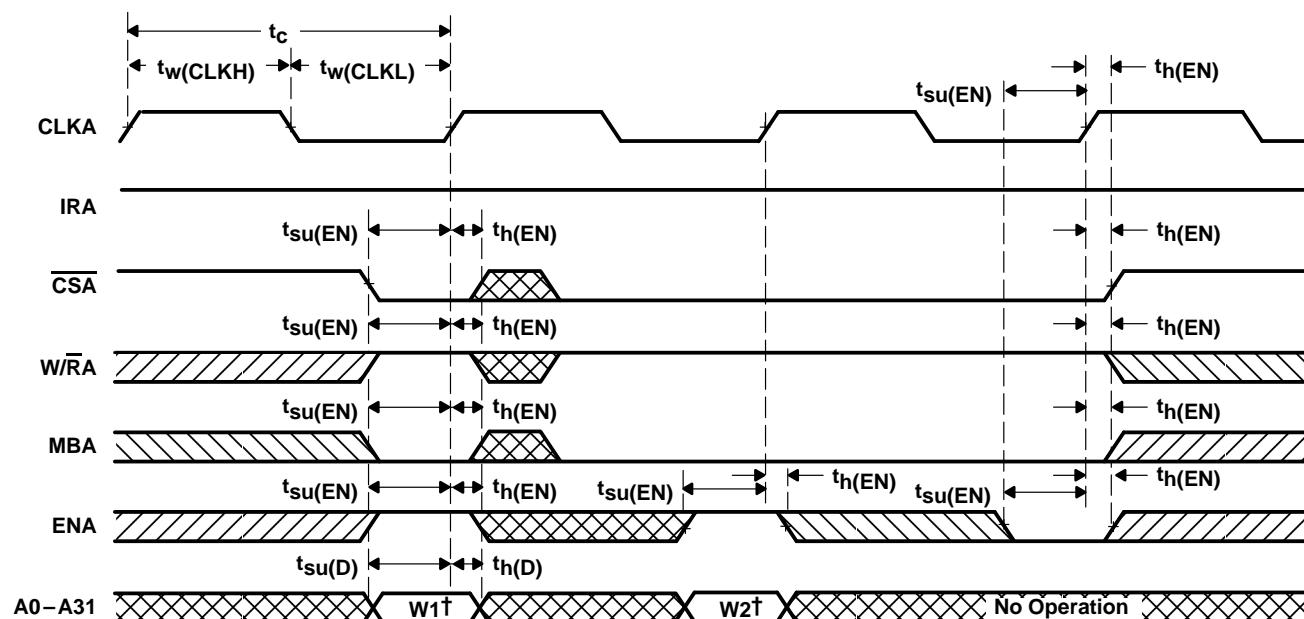 tc
tw(CLKH) tw(CLKL) th(EN)
tsu(EN)
CLKA
IRA
tsu(EN) th(EN) th(EN)
CSA
tsu(EN) th(EN) th(EN)
W/RA
tsu(EN) th(EN) th(EN)
MBA
tsu(EN) th(EN) tsu(EN) th(EN) tsu(EN) th(EN)
ENA
tsu(D) th(D)
A0–A31 W1† W2† No Operation